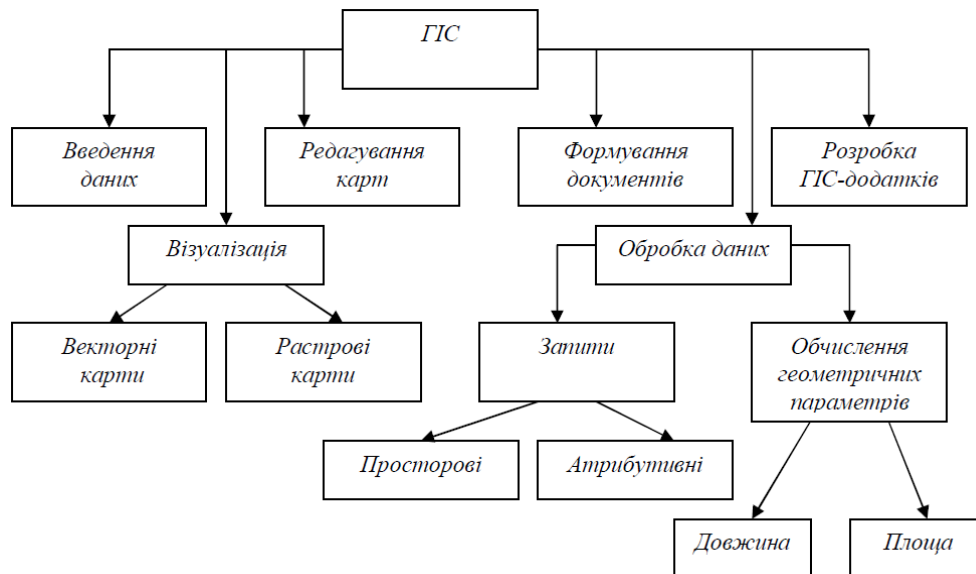 ГІС
Введення
даних
Редагування
карт
Формування
документів
Розробка
ГІС-додатків
Візуалізація
Обробка даних
Векторні
карти
Растрові
карти
Запити
Обчислення
геометричних
параметрів
Просторові
Атрибутивні
Довжина
Площа